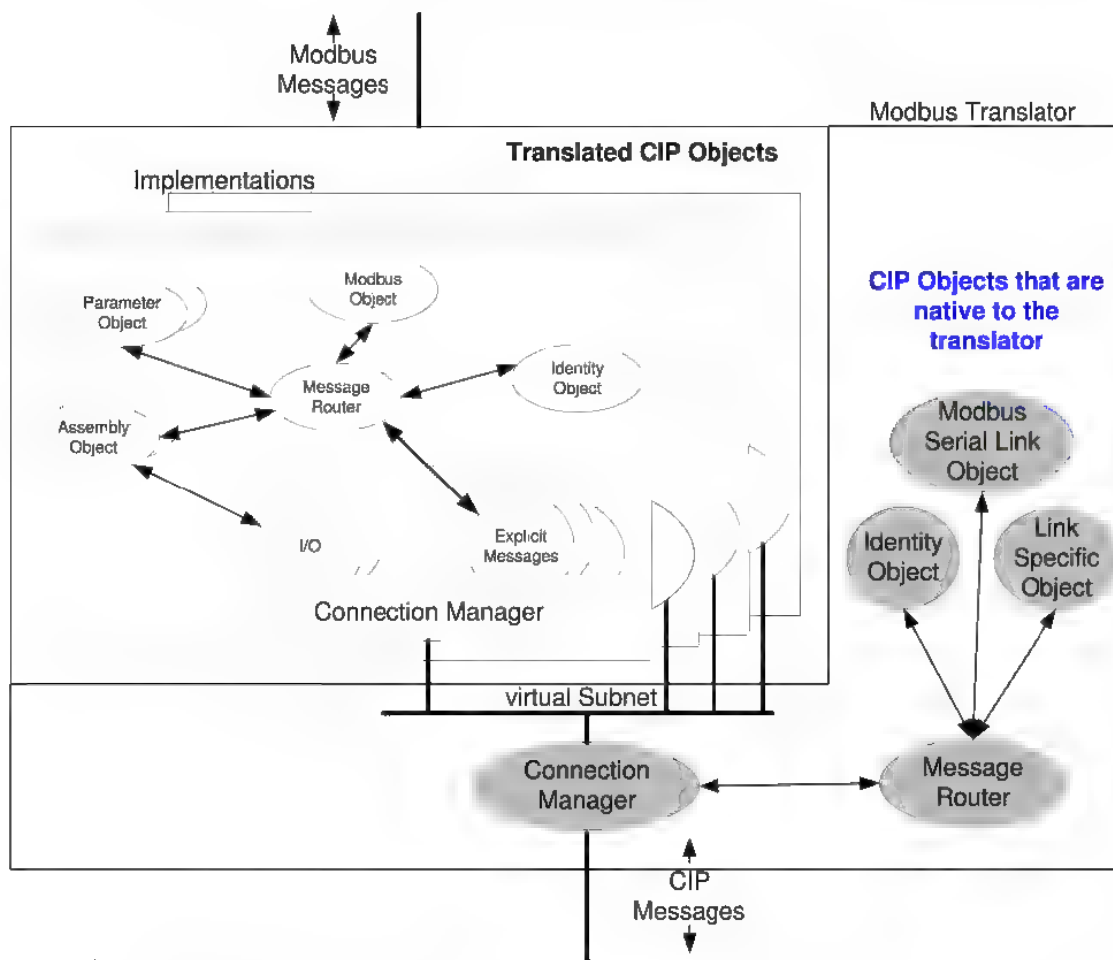 Modbus
Messages
Modbus Translator
Translated CIP Objects
Implementations
Modbus
Object
Parameter
Object
CIP Objects that are
native to the
translator
Message
Router
Identity
Object
Assembly
Object
Modbus
Serial Link
Object
I/O
Explicit
Messages
Identity
Object
Link
Specific
Object
Connection Manager
virtual Subnet
Connection
Manager
Message
Router
CIP
Messages